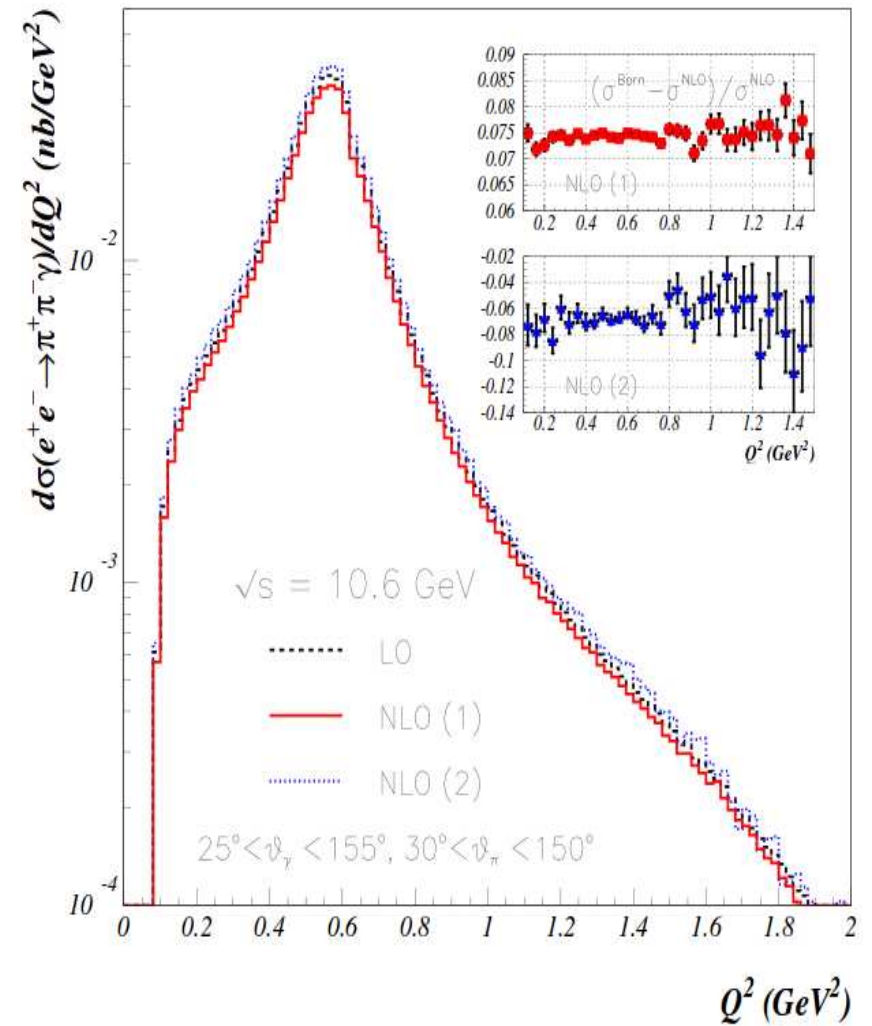 dσ(e⁺e⁻→π⁺π⁻γ)/dQ² (nb/GeV²)
10⁻²
10⁻³
10⁻⁴
0 0.2 0.4 0.6 0.8 1 1.2 1.4 1.6 1.8 2
Q² (GeV²)
√s = 10.6 GeV
LO
NLO (1)
NLO (2)
25°<ϑγ <155°, 30°<ϑπ <150°
(σ^Born−σ^NLO)/σ^NLO
0.09
0.085
0.08
0.075
0.07
0.065
0.06
NLO (1)
0.2 0.4 0.6 0.8 1 1.2 1.4
-0.02
-0.04
-0.06
-0.08
-0.1
-0.12
-0.14
NLO (2)
0.2 0.4 0.6 0.8 1 1.2 1.4
Q² (GeV²)